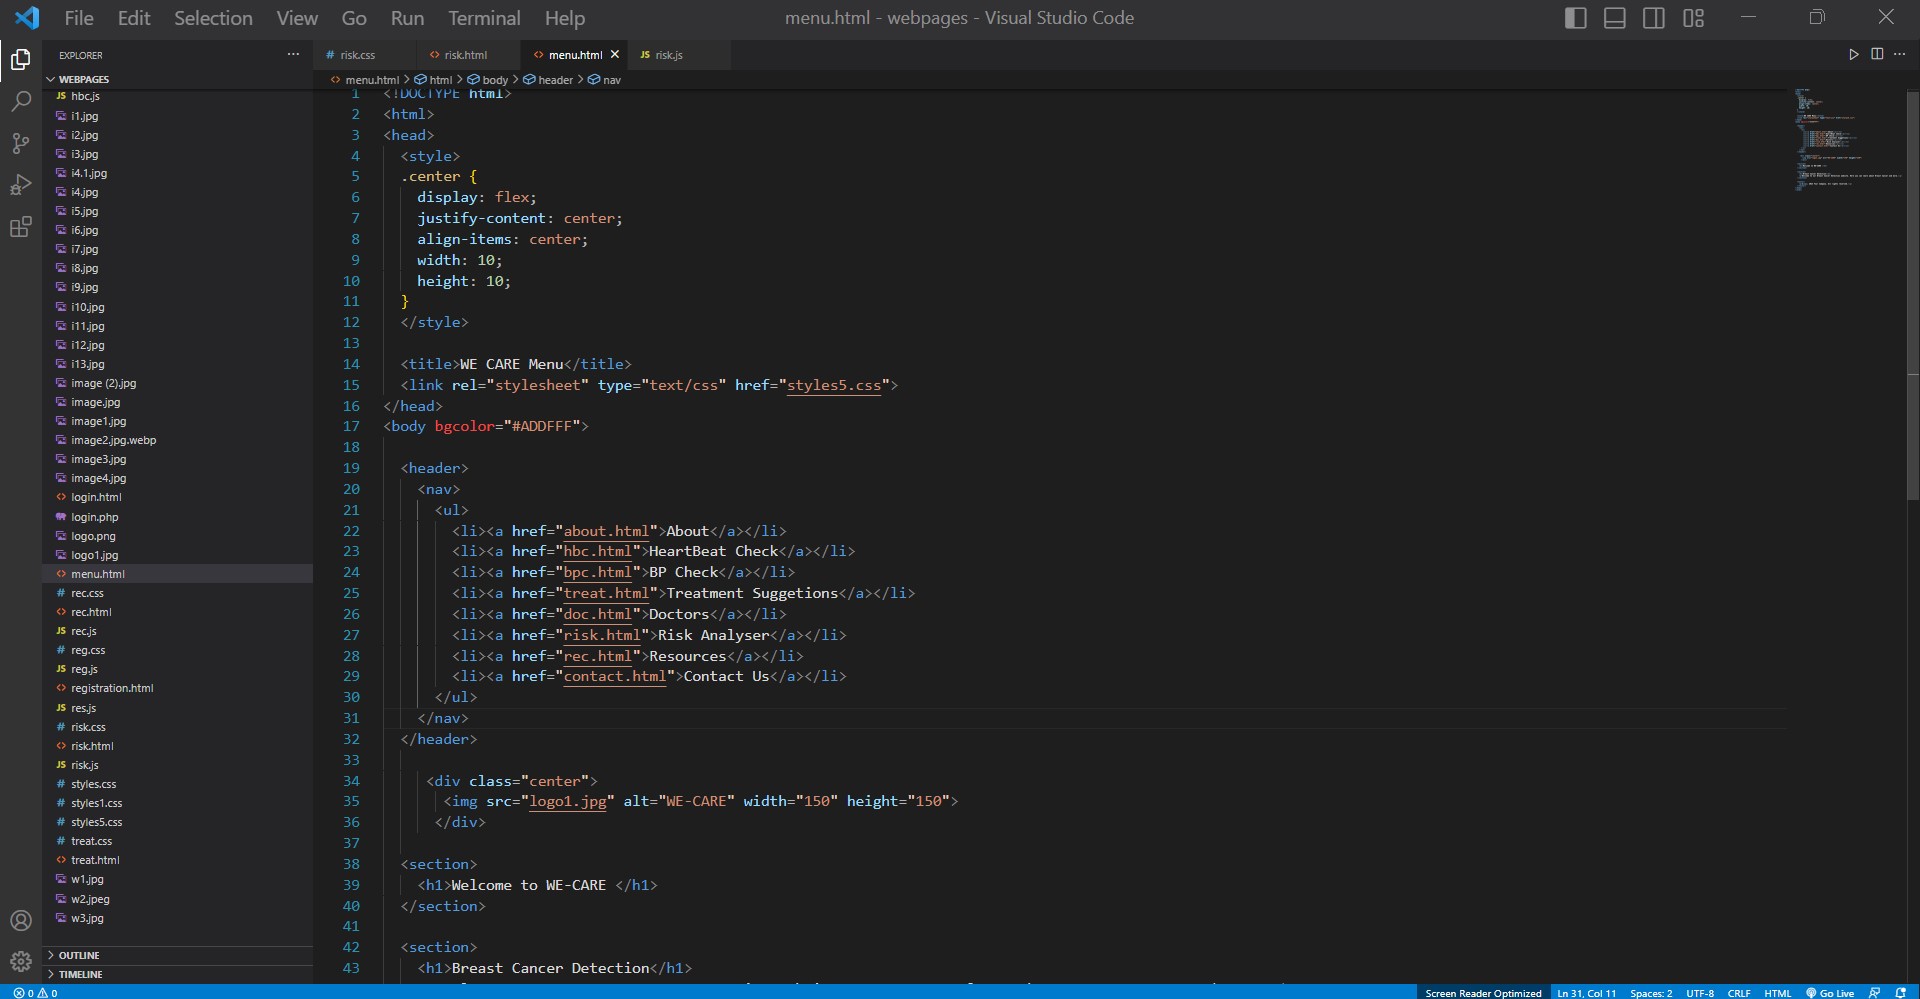 File Edit Selection View Go Run Terminal Help
menu.html - webpages - Visual Studio Code
EXPLORER
WEBPAGES
JS hbc.js
i1.jpg
i2.jpg
i3.jpg
i4.1.jpg
i4.jpg
i5.jpg
i6.jpg
i7.jpg
i8.jpg
i9.jpg
i10.jpg
i11.jpg
i12.jpg
i13.jpg
image (2).jpg
image.jpg
image1.jpg
image2.jpg.webp
image3.jpg
image4.jpg
<> login.html
login.php
logo.png
logo1.jpg
<> menu.html
# rec.css
<> rec.html
JS rec.js
# reg.css
JS reg.js
<> registration.html
JS res.js
# risk.css
<> risk.html
JS risk.js
# styles.css
# styles1.css
# styles5.css
# treat.css
<> treat.html
w1.jpg
w2.jpeg
w3.jpg
OUTLINE
TIMELINE
# risk.css <> risk.html <> menu.html JS risk.js
<> menu.html > html > body > header > nav
1 <!DOCTYPE html>
2 <html>
3 <head>
4 <style>
5 .center {
6 display: flex;
7 justify-content: center;
8 align-items: center;
9 width: 10;
10 height: 10;
11 }
12 </style>
13
14 <title>WE CARE Menu</title>
15 <link rel="stylesheet" type="text/css" href="styles5.css">
16 </head>
17 <body bgcolor="#ADDFFF">
18
19 <header>
20 <nav>
21 <ul>
22 <li><a href="about.html">About</a></li>
23 <li><a href="hbc.html">HeartBeat Check</a></li>
24 <li><a href="bpc.html">BP Check</a></li>
25 <li><a href="treat.html">Treatment Suggetions</a></li>
26 <li><a href="doc.html">Doctors</a></li>
27 <li><a href="risk.html">Risk Analyser</a></li>
28 <li><a href="rec.html">Resources</a></li>
29 <li><a href="contact.html">Contact Us</a></li>
30 </ul>
31 </nav>
32 </header>
33
34 <div class="center">
35 <img src="logo1.jpg" alt="WE-CARE" width="150" height="150">
36 </div>
37
38 <section>
39 <h1>Welcome to WE-CARE </h1>
40 </section>
41
42 <section>
43 <h1>Breast Cancer Detection</h1>
0 0
Screen Reader Optimized Ln 31, Col 11 Spaces: 2 UTF-8 CRLF HTML Go Live